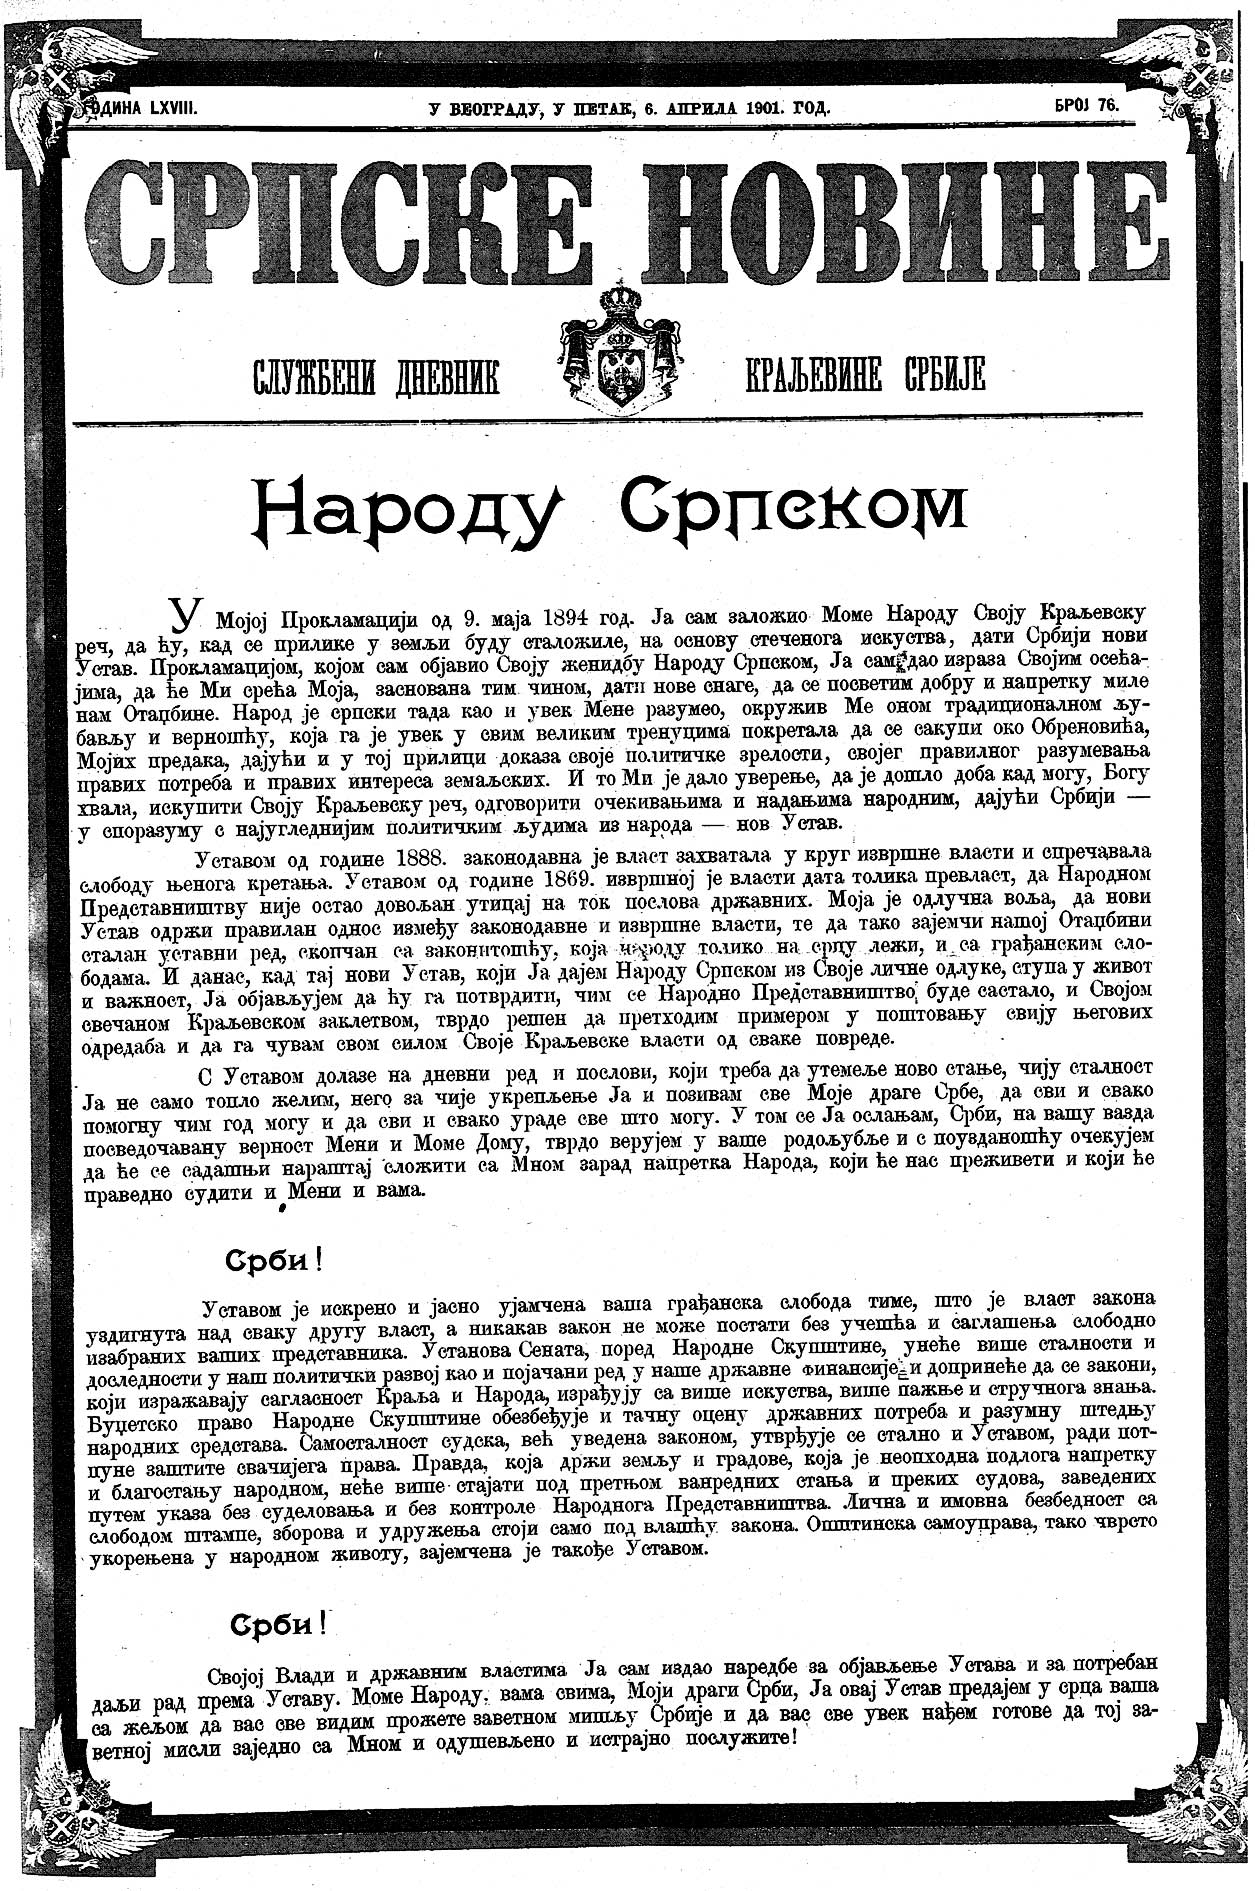 ГОДИНА LXVIII.
У БЕОГРАДУ, У ПЕТАК, 6. АПРИЛА 1901. ГОД.
БРОЈ 76.
СРПСКЕ НОВИНЕ
СЛУЖБЕНИ ДНЕВНИК
КРАЉЕВИНЕ СРБИЈЕ
Народу Српском
У Мојој Прокламацији од 9. маја 1894 год. Ја сам заложио Моме Народу Своју Краљевску
реч, да ћу, кад се прилике у земљи буду сталожиле, на основу стеченога искуства, дати Србији нови
Устав. Прокламацијом, којом сам објавио Своју женидбу Народу Српском, Ја сам дао израза Својим осећа-
јима, да ће Ми срећа Моја, заснована тим чином, дати нове снаге, да се посветим добру и напретку миле
нам Отаџбине. Народ је српски тада као и увек Мене разумео, окружив Ме оном традиционалном љу-
бављу и верношћу, која га је увек у свим великим тренуцима покретала да се сакупи око Обреновића,
Мојих предака, дајући и у тој прилици доказа своје политичке зрелости, својег правилног разумевања
правих потреба и правих интереса земаљских. И то Ми је дало уверење, да је дошло доба кад могу, Богу
хвала, искупити Своју Краљевску реч, одговорити очекивањима и надањима народним, дајући Србији —
у споразуму с најугледнијим политичким људима из народа — нов Устав.
Уставом од године 1888. законодавна је власт захватала у круг извршне власти и спречавала
слободу њенога кретања. Уставом од године 1869. извршној је власти дата толика превласт, да Народном
Представништву није остао довољан утицај на ток послова државних. Моја је одлучна воља, да нови
Устав одржи правилан однос између законодавне и извршне власти, те да тако зајемчи нашој Отаџбини
сталан уставни ред, скопчан са законитошћу, која народу толико на срцу лежи, и са грађанским сло-
бодама. И данас, кад тај нови Устав, који Ја дајем Народу Српском из Своје личне одлуке, ступа у живот
и важност, Ја објављујем да ћу га потврдити, чим се Народно Представништво буде састало, и Својом
свечаном Краљевском заклетвом, тврдо решен да претходим примером у поштовању свију његових
одредаба и да га чувам свом силом Своје Краљевске власти од сваке повреде.
С Уставом долазе на дневни ред и послови, који треба да утемеље ново стање, чију сталност
Ја не само топло желим, него за чије укрепљење Ја и позивам све Моје драге Србе, да сви и свако
помогну чим год могу и да сви и свако ураде све што могу. У том се Ја ослањам, Срби, на вашу вазда
посведочавану верност Мени и Моме Дому, тврдо верујем у ваше родољубље и с поузданошћу очекујем
да ће се садашњи нараштај сложити са Мном зарад напретка Народа, који ће нас преживети и који ће
праведно судити и Мени и вама.
Срби!
Уставом је искрено и јасно ујамчена ваша грађанска слобода тиме, што је власт закона
уздигнута над сваку другу власт, а никакав закон не може постати без учешћа и саглашења слободно
изабраних ваших представника. Установа Сената, поред Народне Скупштине, унеће више сталности и
доследности у наш политички развој као и појачани ред у наше државне финансије и допринеће да се закони,
који изражавају сагласност Краља и Народа, израђују са више искуства, више пажње и стручнога знања.
Буџетско право Народне Скупштине обезбеђује и тачну оцену државних потреба и разумну штедњу
народних средстава. Самосталност судска, већ уведена законом, утврђује се стално и Уставом, ради пот-
пуне заштите свачијега права. Правда, која држи земљу и градове, која је неопходна подлога напретку
и благостању народном, неће више стајати под претњом ванредних стања и преких судова, заведених
путем указа без суделовања и без контроле Народнога Представништва. Лична и имовна безбедност са
слободом штампе, зборова и удружења стоји само под влашћу закона. Општинска самоуправа, тако чврсто
укорењена у народном животу, зајемчена је такође Уставом.
Срби!
Својој Влади и државним властима Ја сам издао наредбе за објављење Устава и за потребан
даљи рад према Уставу. Моме Народу, вама свима, Моји драги Срби, Ја овај Устав предајем у срца ваша
са жељом да вас све видим прожете заветном мишљу Србије и да вас све увек нађем готове да тој за-
ветној мисли заједно са Мном и одушевљено и истрајно послужите!